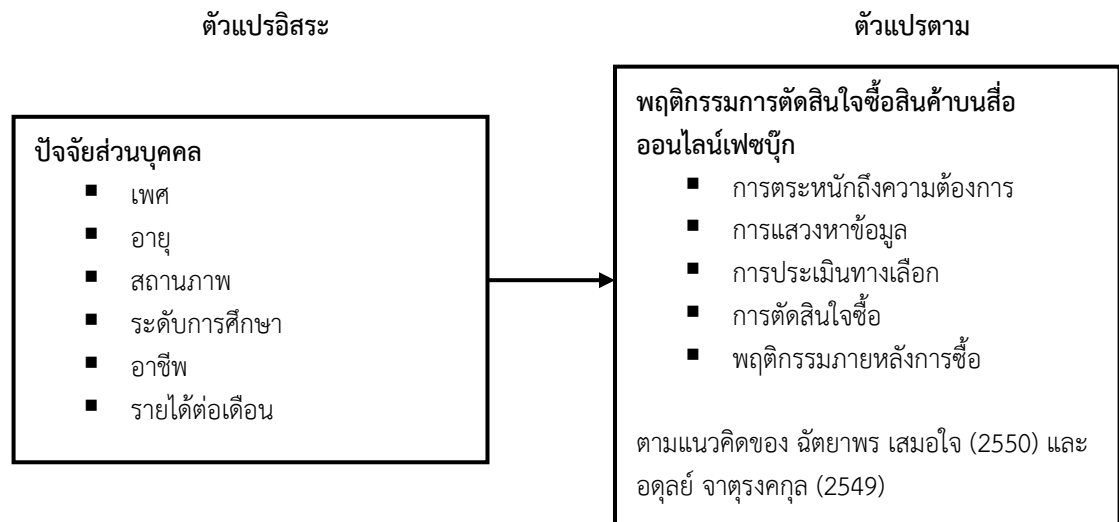 ตัวแปรอิสระ
ตัวแปรตาม
ปัจจัยส่วนบุคคล
▪ เพศ
▪ อายุ
▪ สถานภาพ
▪ ระดับการศึกษา
▪ อาชีพ
▪ รายได้ต่อเดือน
พฤติกรรมการตัดสินใจซื้อสินค้าบนสื่อ
ออนไลน์เฟซบุ๊ก
▪ การตระหนักถึงความต้องการ
▪ การแสวงหาข้อมูล
▪ การประเมินทางเลือก
▪ การตัดสินใจซื้อ
▪ พฤติกรรมภายหลังการซื้อ
ตามแนวคิดของ ฉัตยาพร เสมอใจ (2550) และ
อดุลย์ จาตุรงคกุล (2549)